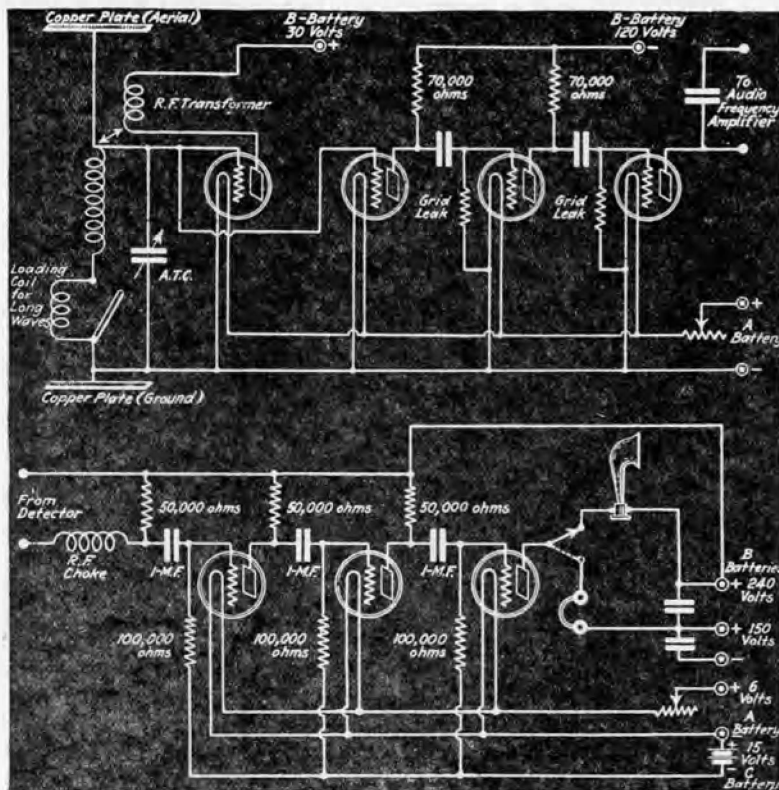 Copper Plate (Aerial)
B-Battery
30 Volts
+
B-Battery
120 Volts
-
R.F. Transformer
70,000
ohms
70,000
ohms
To
Audio
Frequency
Amplifier
Grid
Leak
Grid
Leak
Loading
Coil
for
Long
Waves
A.T.C.
+
A
Battery
-
Copper Plate (Ground)
From
Detector
R.F.
Choke
50,000 ohms
50,000 ohms
50,000 ohms
1-M.F.
1-M.F.
1-M.F.
100,000
ohms
100,000
ohms
100,000
ohms
B
Batteries
+ 240
Volts
+ 150
Volts
-
+ 6
Volts
A
Battery
-
+
15
Volts
- C
Battery